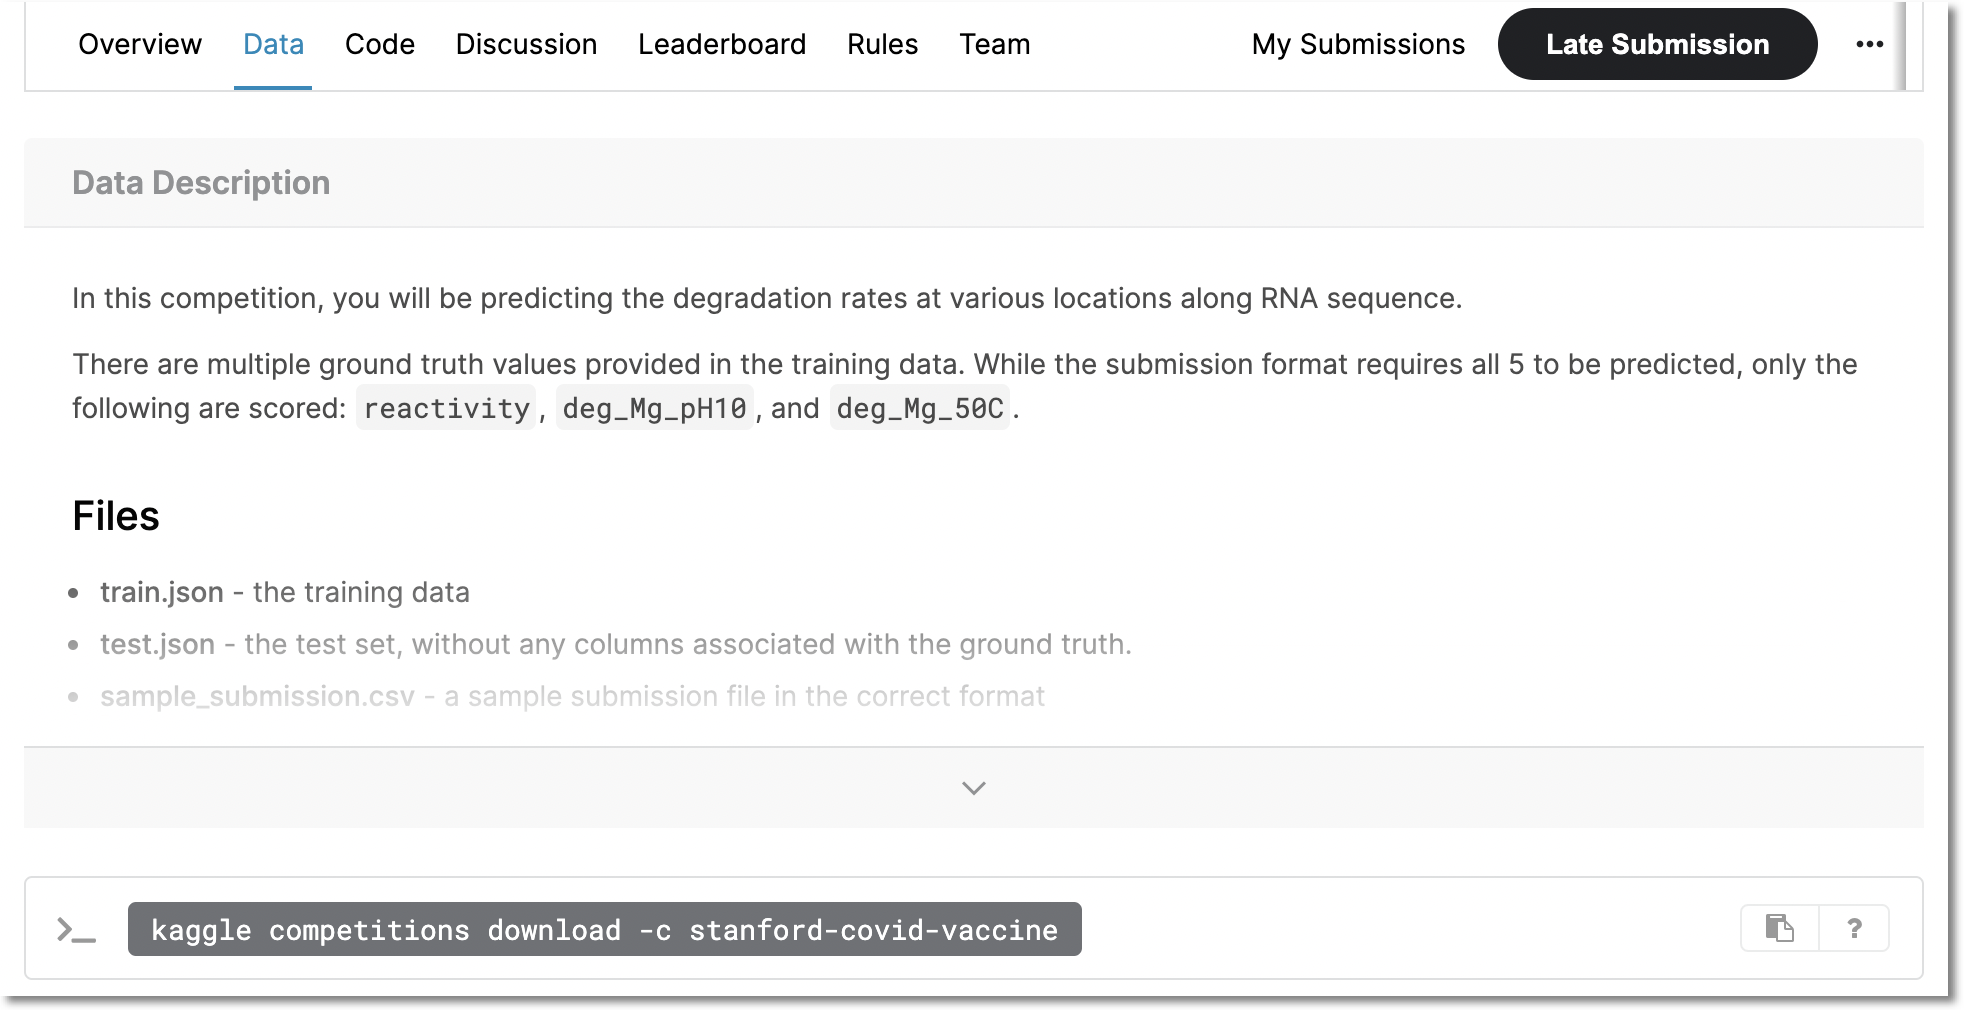 Overview Data Code Discussion Leaderboard Rules Team My Submissions Late Submission •••
Data Description
In this competition, you will be predicting the degradation rates at various locations along RNA sequence.
There are multiple ground truth values provided in the training data. While the submission format requires all 5 to be predicted, only the
following are scored: reactivity, deg_Mg_pH10, and deg_Mg_50C.
Files
• train.json - the training data
• test.json - the test set, without any columns associated with the ground truth.
• sample_submission.csv - a sample submission file in the correct format
>_ kaggle competitions download -c stanford-covid-vaccine ?